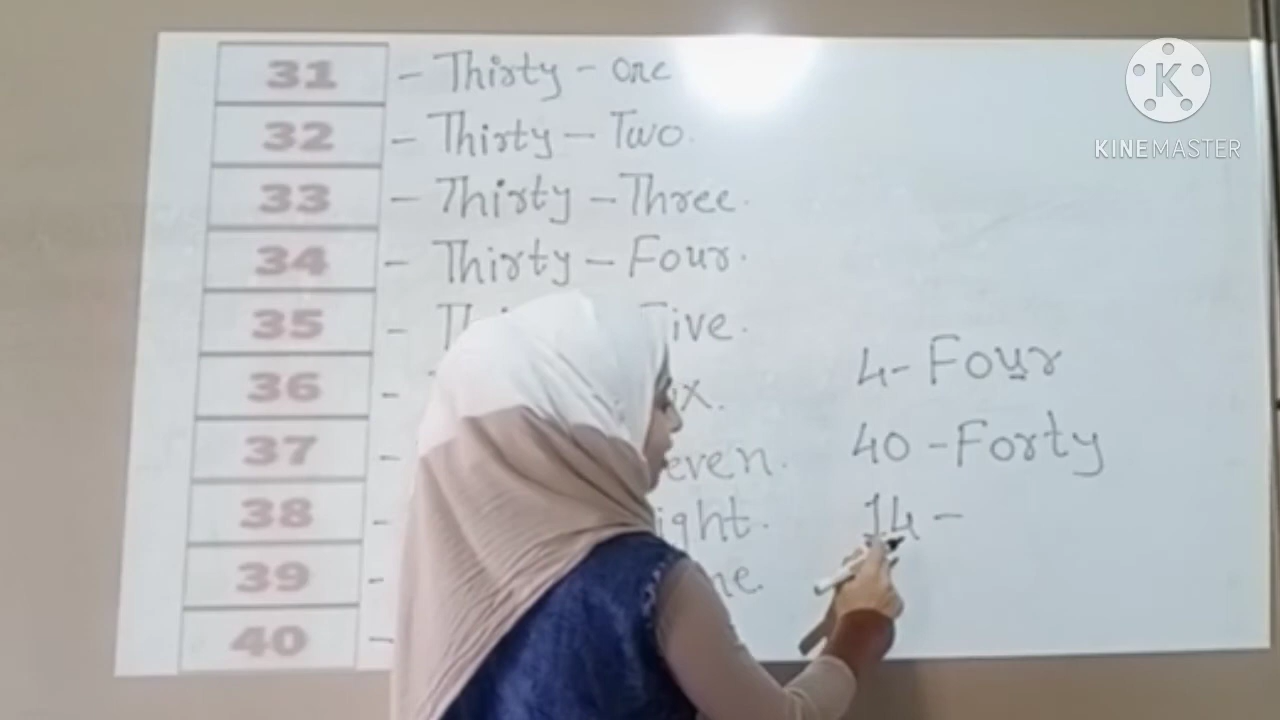 31 - Thirty - one
32 - Thirty - Two.
33 - Thirty - Three.
34 - Thirty - Four.
35 -
36 -
37 -
38 -
39 -
40 -
4 - Four
40 - Forty
14 -
KINEMASTER